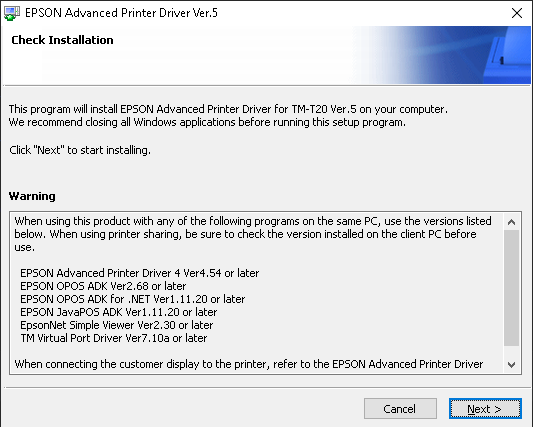 EPSON Advanced Printer Driver Ver.5
Check Installation
This program will install EPSON Advanced Printer Driver for TM-T20 Ver.5 on your computer.
We recommend closing all Windows applications before running this setup program.
Click "Next" to start installing.
Warning
When using this product with any of the following programs on the same PC, use the versions listed
below. When using printer sharing, be sure to check the version installed on the client PC before
use.
EPSON Advanced Printer Driver 4 Ver4.54 or later
EPSON OPOS ADK Ver2.68 or later
EPSON OPOS ADK for .NET Ver1.11.20 or later
EPSON JavaPOS ADK Ver1.11.20 or later
EpsonNet Simple Viewer Ver2.30 or later
TM Virtual Port Driver Ver7.10a or later
When connecting the customer display to the printer, refer to the EPSON Advanced Printer Driver
Cancel
Next >